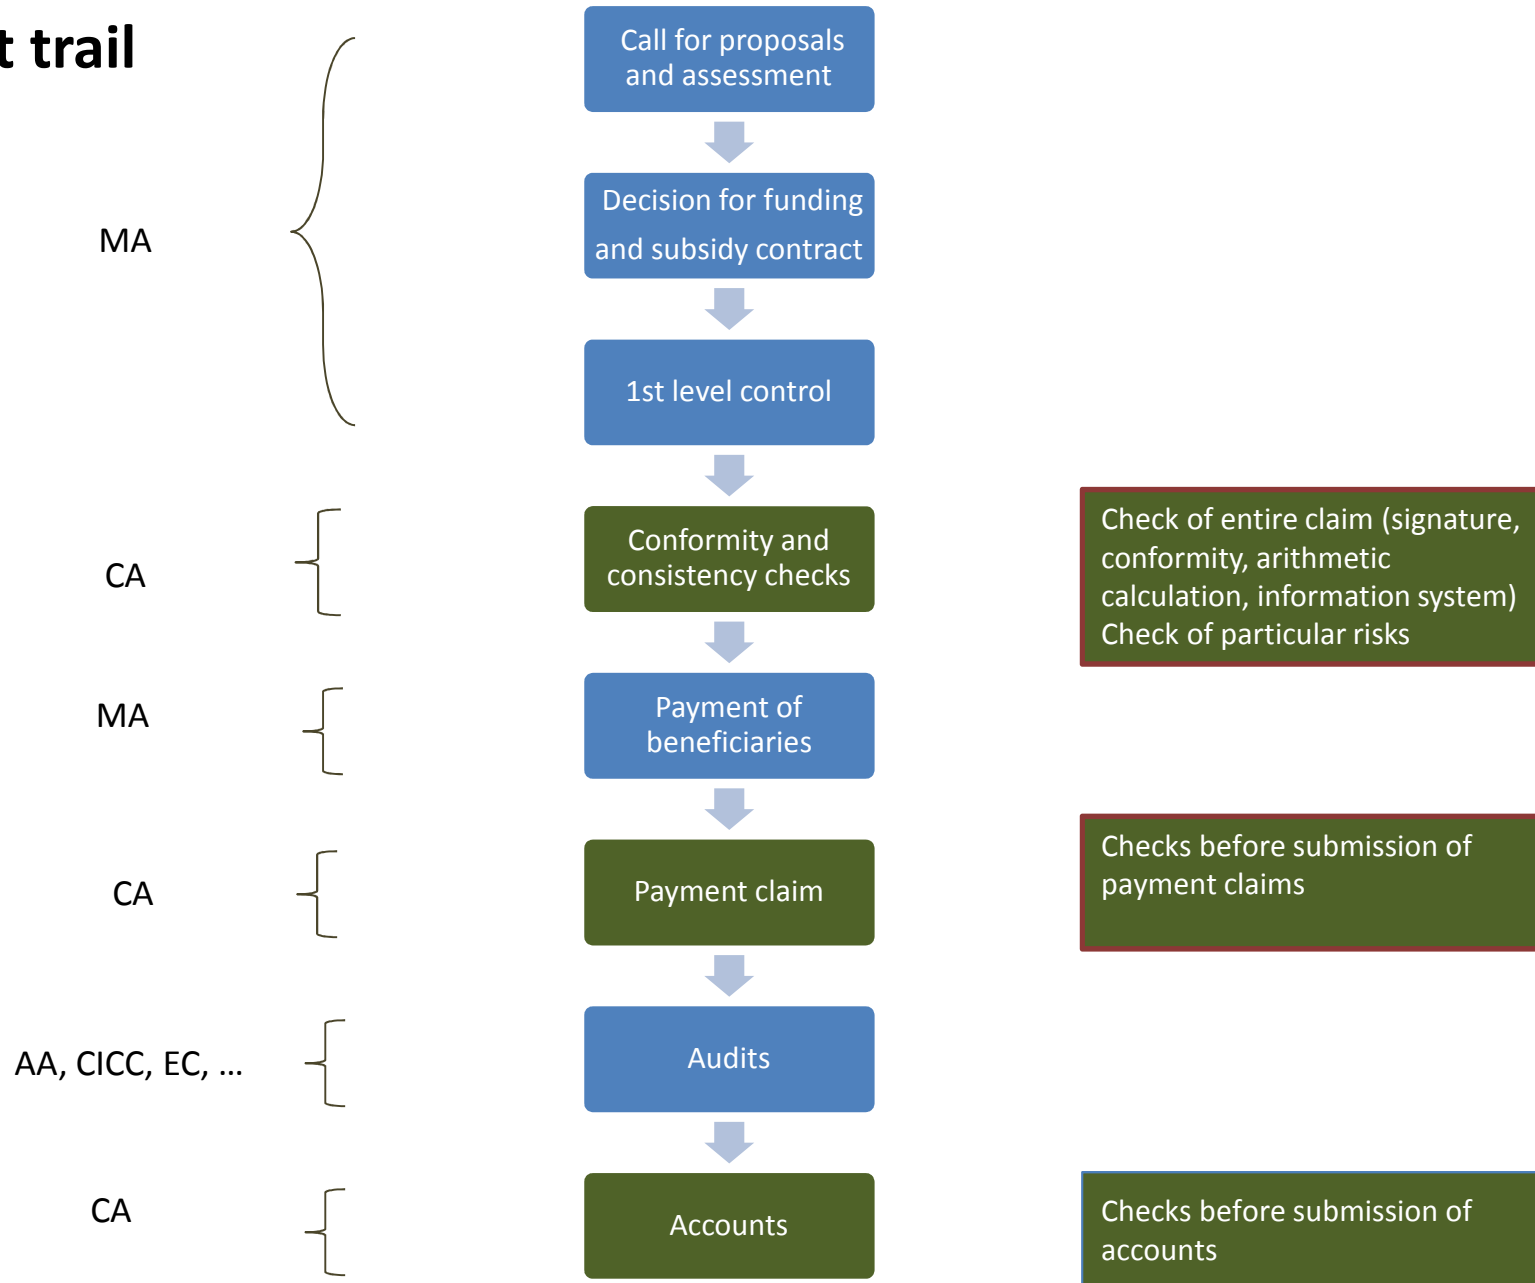 t trail
Call for proposals
and assessment
MA
Decision for funding
and subsidy contract
1st level control
CA
Conformity and
consistency checks
Check of entire claim (signature,
conformity, arithmetic
calculation, information system)
Check of particular risks
MA
Payment of
beneficiaries
CA
Payment claim
Checks before submission of
payment claims
AA, CICC, EC, ...
Audits
CA
Accounts
Checks before submission of
accounts